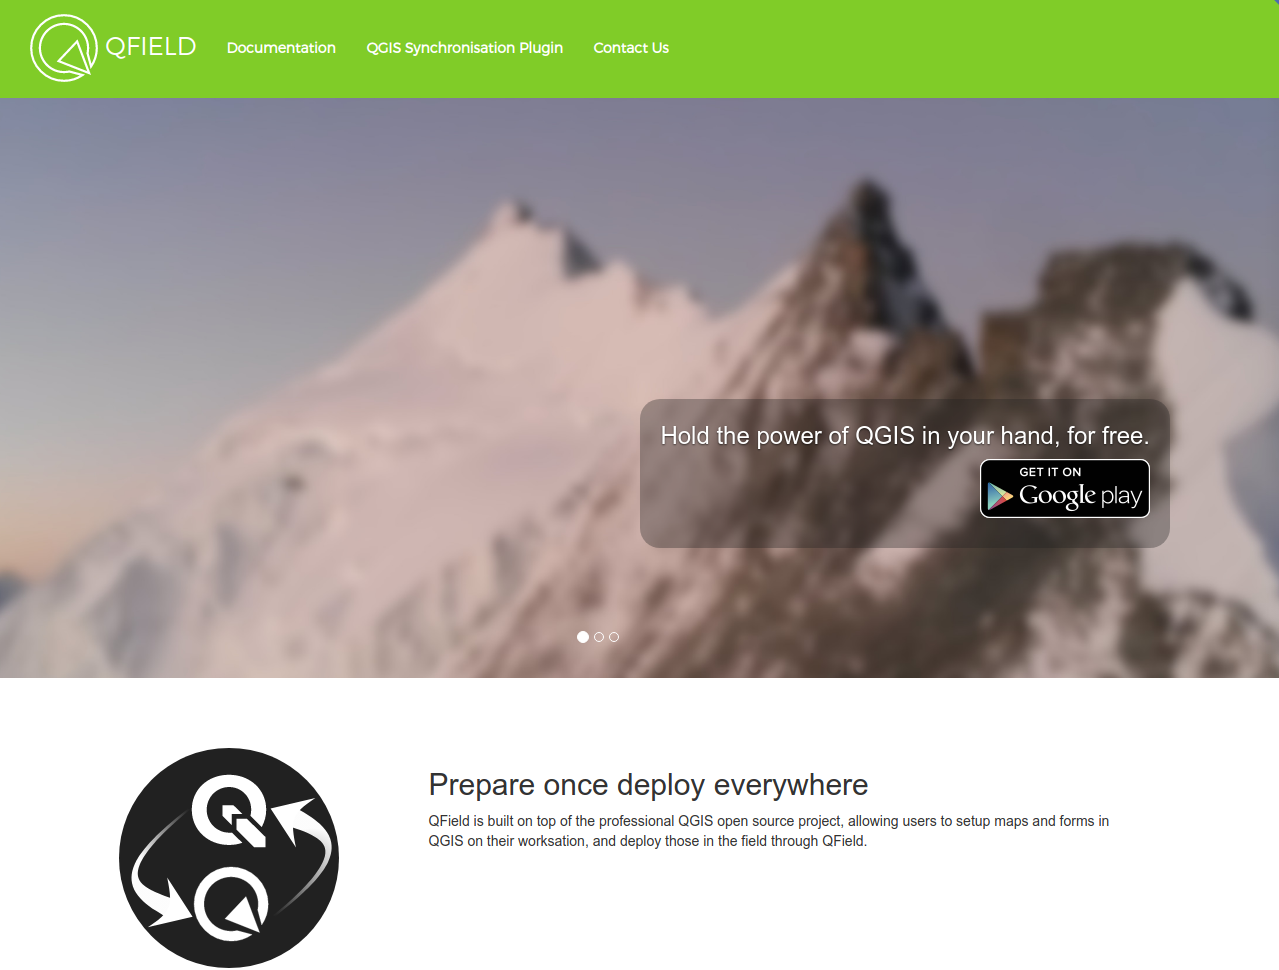 QFIELD Documentation QGIS Synchronisation Plugin Contact Us
Hold the power of QGIS in your hand, for free.
GET IT ON
Google play
Prepare once deploy everywhere
QField is built on top of the professional QGIS open source project, allowing users to setup maps and forms in
QGIS on their worksation, and deploy those in the field through QField.